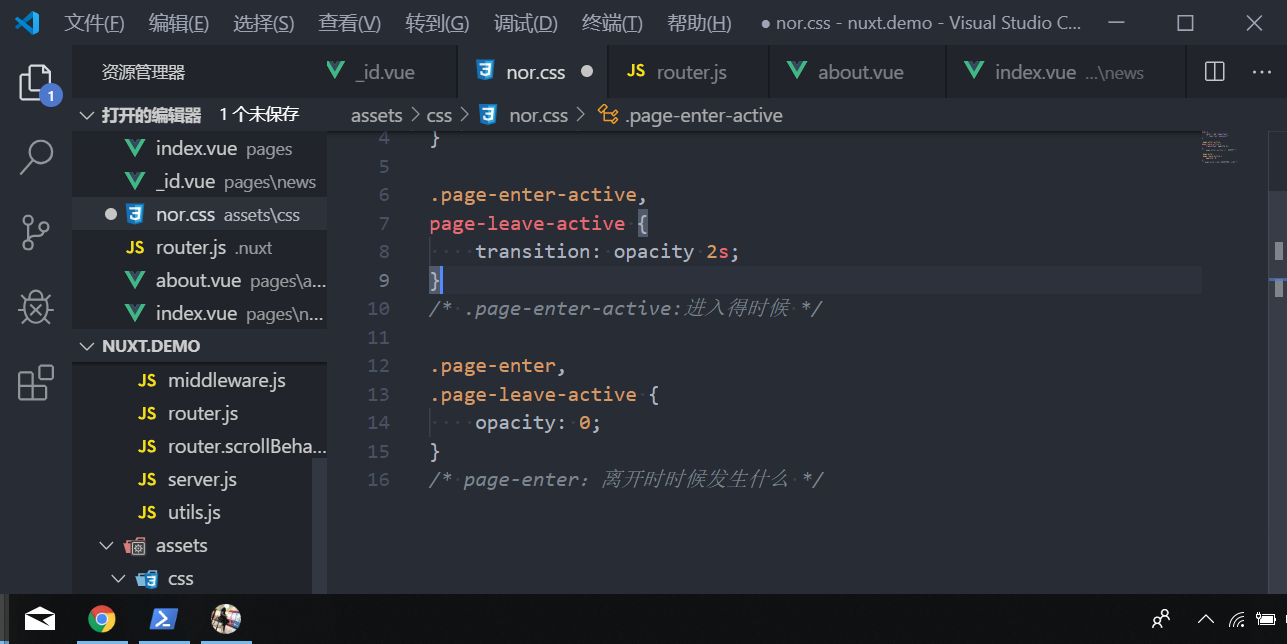 文件(F) 编辑(E) 选择(S) 查看(V) 转到(G) 调试(D) 终端(T) 帮助(H) ● nor.css - nuxt.demo - Visual Studio C...
资源管理器
_id.vue nor.css ● JS router.js about.vue index.vue ...\news
1
打开的编辑器 1 个未保存
index.vue pages
_id.vue pages\news
● nor.css assets\css
JS router.js .nuxt
about.vue pages\a...
index.vue pages\n...
NUXT.DEMO
JS middleware.js
JS router.js
JS router.scrollBeha...
JS server.js
JS utils.js
assets
css
assets > css > nor.css > .page-enter-active
4 }
5
6 .page-enter-active,
7 page-leave-active {
8 ····transition: opacity 2s;
9 }
10 /* .page-enter-active:进入得时候 */
11
12 .page-enter,
13 .page-leave-active {
14 ····opacity: 0;
15 }
16 /* page-enter: 离开时时候发生什么 */